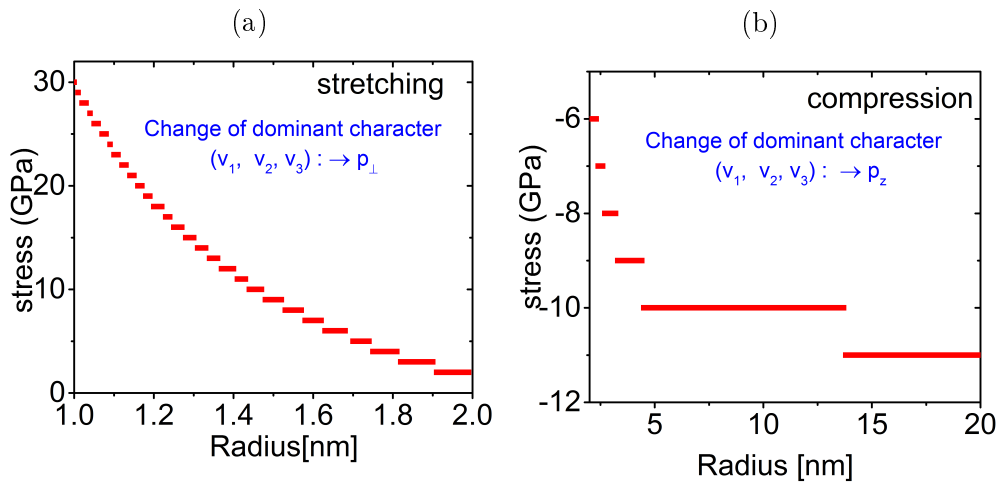 (a)
stretching
Change of dominant character
(v₁, v₂, v₃) : → p⊥
stress (GPa)
30
20
10
0
1.0 1.2 1.4 1.6 1.8 2.0
Radius[nm]
(b)
compression
Change of dominant character
(v₁, v₂, v₃) : → p_z
stress (GPa)
-6
-8
-10
-12
5 10 15 20
Radius [nm]